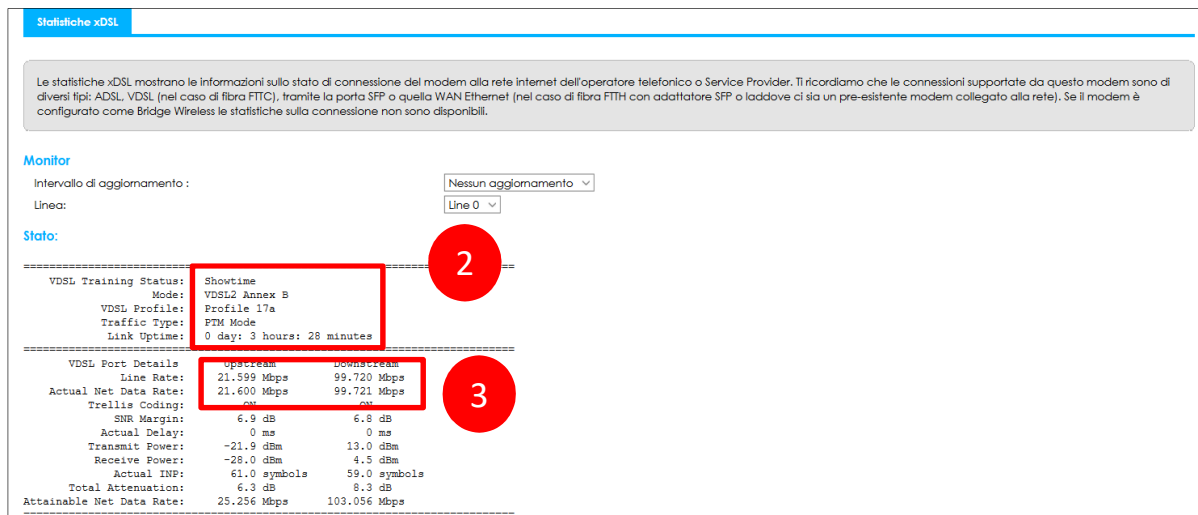 Statistiche xDSL
Le statistiche xDSL mostrano le informazioni sullo stato di connessione del modem alla rete internet dell'operatore telefonico o Service Provider. Ti ricordiamo che le connessioni supportate da questo modem sono di
diversi tipi: ADSL, VDSL (nel caso di fibra FTTC), tramite la porta SFP o quella WAN Ethernet (nel caso di fibra FTTH con adattatore SFP o laddove ci sia un pre-esistente modem collegato alla rete). Se il modem è
configurato come Bridge Wireless le statistiche sulla connessione non sono disponibili.
Monitor
Intervallo di aggiornamento : Nessun aggiornamento
Linea: Line 0
Stato:
2
============================================================================
VDSL Training Status: Showtime
Mode: VDSL2 Annex B
VDSL Profile: Profile 17a
Traffic Type: PTM Mode
Link Uptime: 0 day: 3 hours: 28 minutes
============================================================================
VDSL Port Details Upstream Downstream
Line Rate: 21.599 Mbps 99.720 Mbps
Actual Net Data Rate: 21.600 Mbps 99.721 Mbps
3
Trellis Coding: ON ON
SNR Margin: 6.9 dB 6.8 dB
Actual Delay: 0 ms 0 ms
Transmit Power: -21.9 dBm 13.0 dBm
Receive Power: -28.0 dBm 4.5 dBm
Actual INP: 61.0 symbols 59.0 symbols
Total Attenuation: 6.3 dB 8.3 dB
Attainable Net Data Rate: 25.256 Mbps 103.056 Mbps
============================================================================